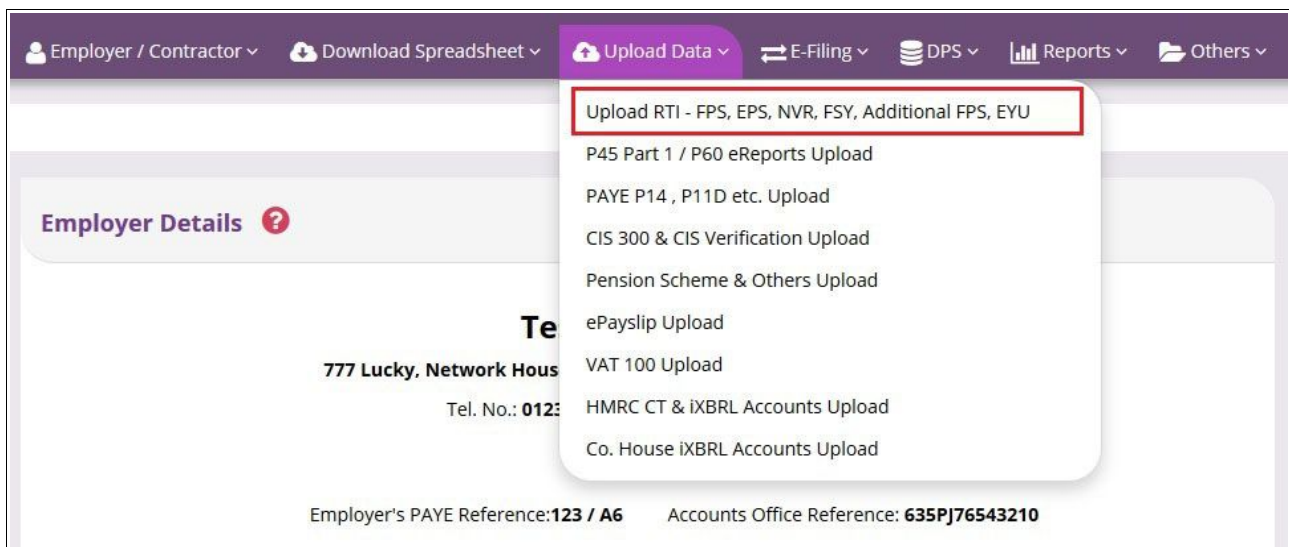 Employer / Contractor Download Spreadsheet Upload Data E-Filing DPS Reports Others
Upload RTI - FPS, EPS, NVR, FSY, Additional FPS, EYU
P45 Part 1 / P60 eReports Upload
PAYE P14 , P11D etc. Upload
Employer Details ?
CIS 300 & CIS Verification Upload
Pension Scheme & Others Upload
Te
ePayslip Upload
777 Lucky, Network Hous
VAT 100 Upload
Tel. No.: 0123
HMRC CT & iXBRL Accounts Upload
Co. House iXBRL Accounts Upload
Employer's PAYE Reference:123 / A6 Accounts Office Reference: 635PJ76543210